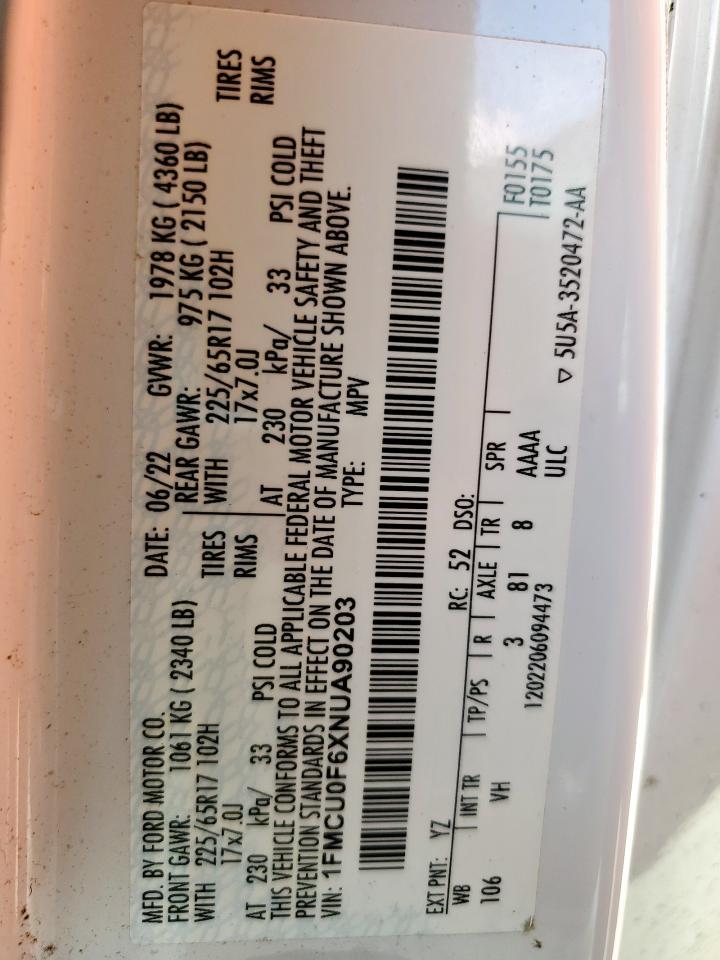 MFD. BY FORD MOTOR CO. DATE: 06/22 GVWR: 1978 KG ( 4360 LB)
FRONT GAWR: 1061 KG ( 2340 LB) REAR GAWR: 975 KG ( 2150 LB)
WITH 225/65R17 102H TIRES WITH 225/65R17 102H TIRES
17x7.0J RIMS 17x7.0J RIMS
AT 230 kPa/ 33 PSI COLD AT 230 kPa/ 33 PSI COLD
THIS VEHICLE CONFORMS TO ALL APPLICABLE FEDERAL MOTOR VEHICLE SAFETY AND THEFT
PREVENTION STANDARDS IN EFFECT ON THE DATE OF MANUFACTURE SHOWN ABOVE.
VIN: 1FMCU0F6XNUA90203 TYPE: MPV
EXT PNT: YZ RC: 52 DSO:
WB INT TR TP/PS R AXLE TR SPR F0155
T0175
106 VH 3 81 8 AAAA
1202206094473 ULC
▽ 5U5A-3520472-AA